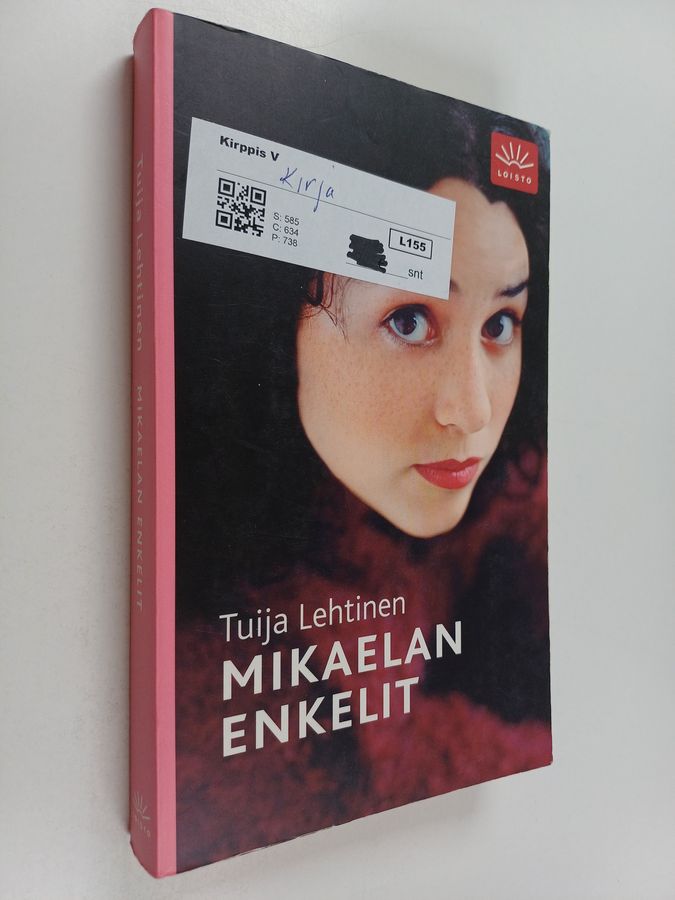 Kirppis V
Kirja
S: 585
C: 634
P: 738
L155
snt
LOISTO
Tuija Lehtinen
MIKAELAN
ENKELIT
Tuija Lehtinen MIKAELAN ENKELIT
LOISTO